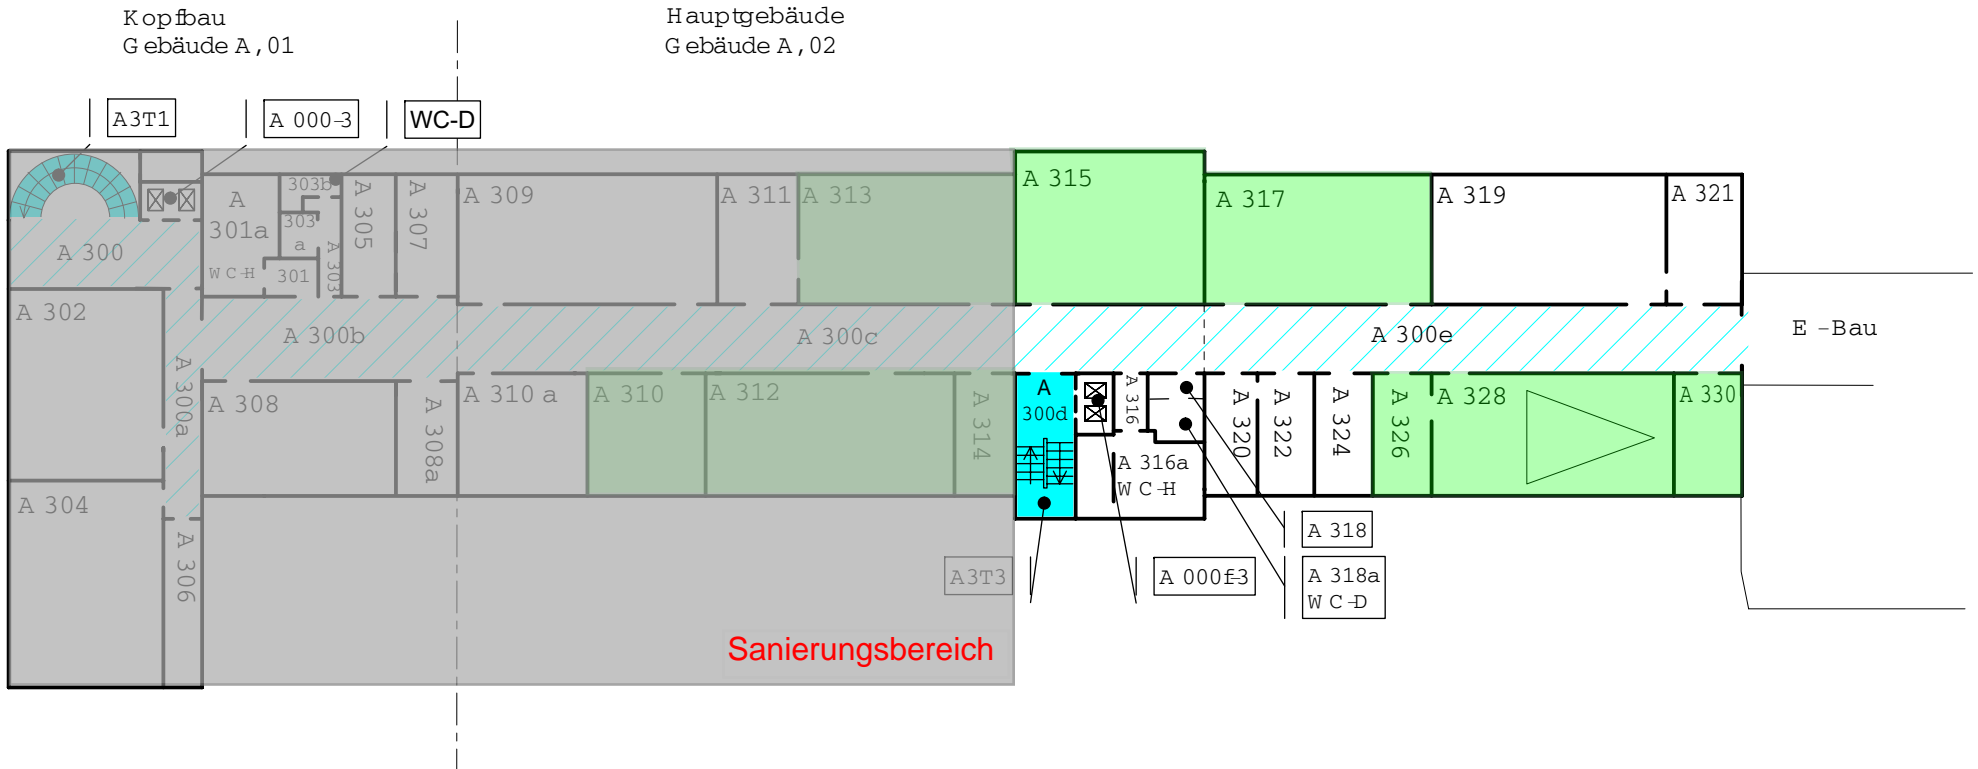 Kopfbau
Gebäude A,01
Hauptgebäude
Gebäude A,02
A3T1
A 000-3
WC-D
A 300
A
301a
WC-H
303b
303
a
301
A 303
A 305
A 307
A 309
A 311
A 313
A 315
A 317
A 319
A 321
A 302
A 300a
A 300b
A 300c
A 300e
E -Bau
A 304
A 306
A 308
A 308a
A 310 a
A 310
A 312
A 314
A
300d
A 316
A 316a
WC-H
A 320
A 322
A 324
A 326
A 328
A 330
A 318
A3T3
A 000f-3
A 318a
WC-D
Sanierungsbereich